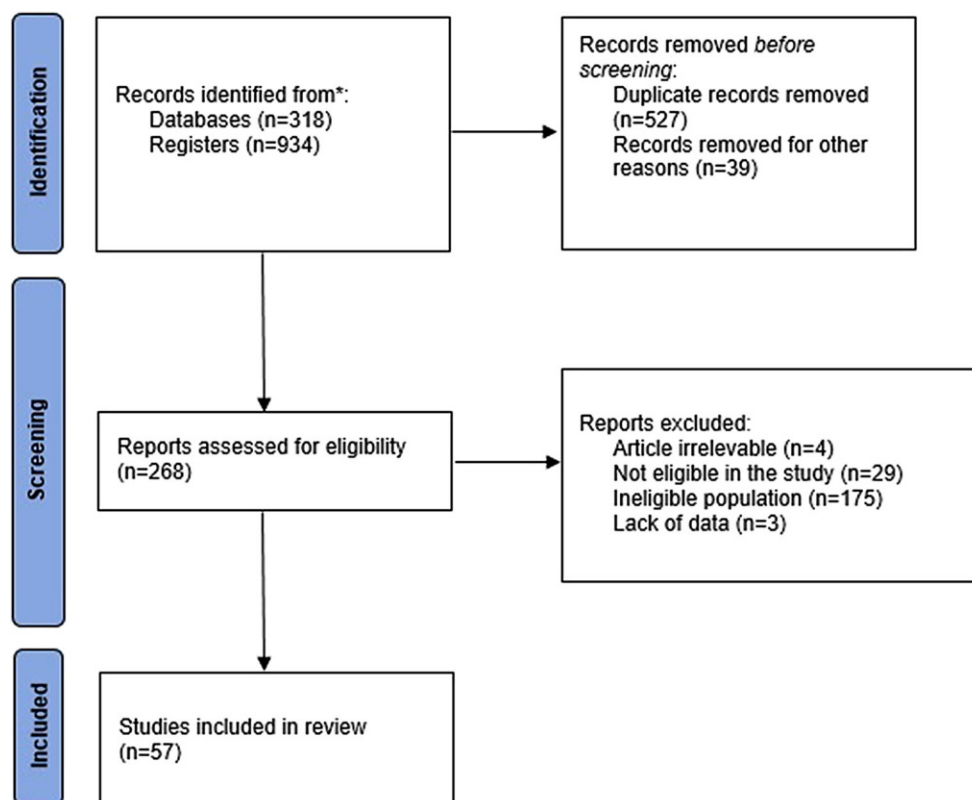 Identification
Records identified from*:
Databases (n=318)
Registers (n=934)
Records removed before
screening:
Duplicate records removed
(n=527)
Records removed for other
reasons (n=39)
Screening
Reports assessed for eligibility
(n=268)
Reports excluded:
Article irrelevable (n=4)
Not eligible in the study (n=29)
Ineligible population (n=175)
Lack of data (n=3)
Included
Studies included in review
(n=57)